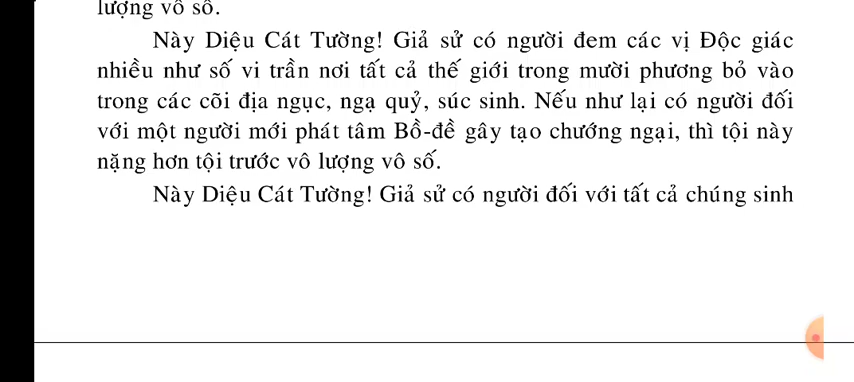 lượng vô số.
Này Diệu Cát Tường! Giả sử có người đem các vị Độc giác
nhiều như số vi trần nơi tất cả thế giới trong mười phương bỏ vào
trong các cõi địa ngục, ngạ quỷ, súc sinh. Nếu như lại có người đối
với một người mới phát tâm Bồ-đề gây tạo chướng ngại, thì tội này
nặng hơn tội trước vô lượng vô số.
Này Diệu Cát Tường! Giả sử có người đối với tất cả chúng sinh